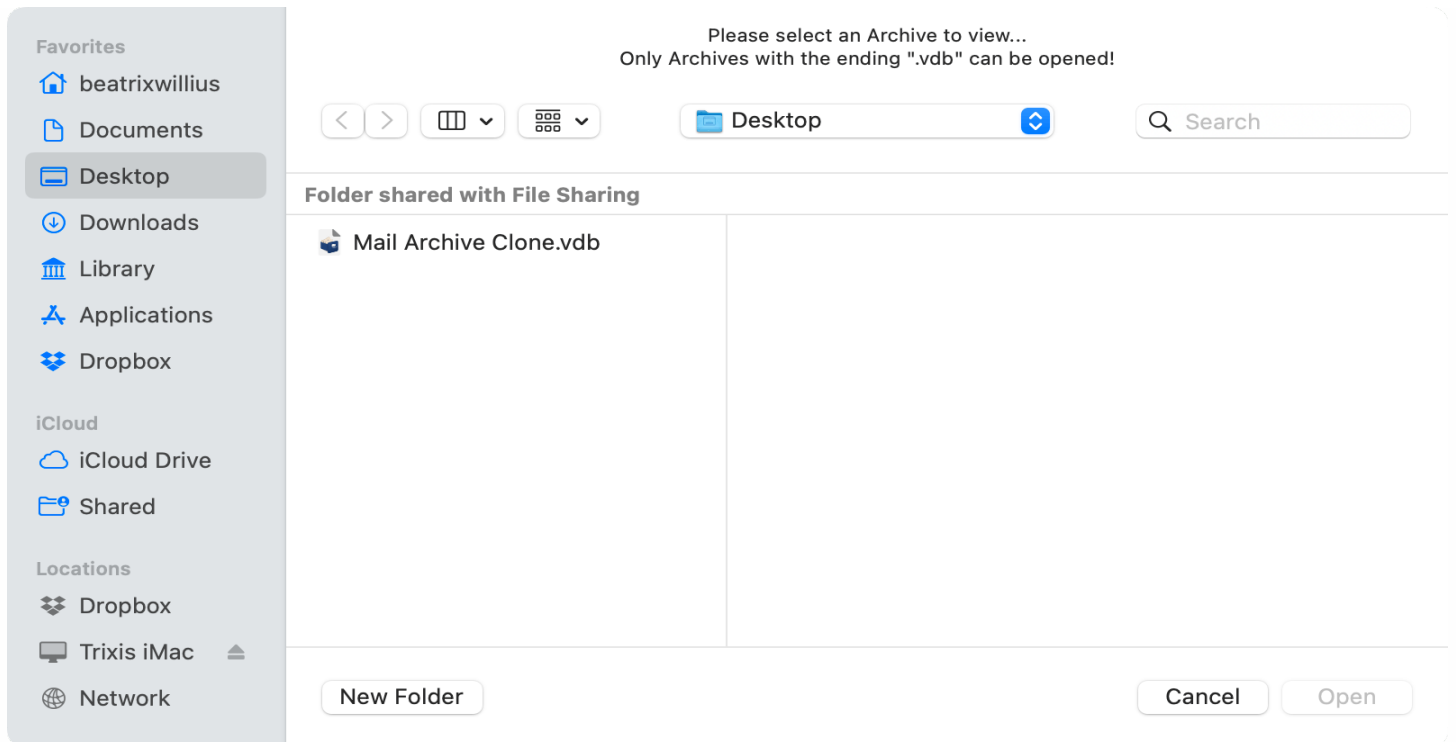 Favorites
beatrixwillius
Documents
Desktop
Downloads
Library
Applications
Dropbox
iCloud
iCloud Drive
Shared
Locations
Dropbox
Trixis iMac
Network
Please select an Archive to view...
Only Archives with the ending ".vdb" can be opened!
Desktop
Search
Folder shared with File Sharing
Mail Archive Clone.vdb
New Folder
Cancel
Open